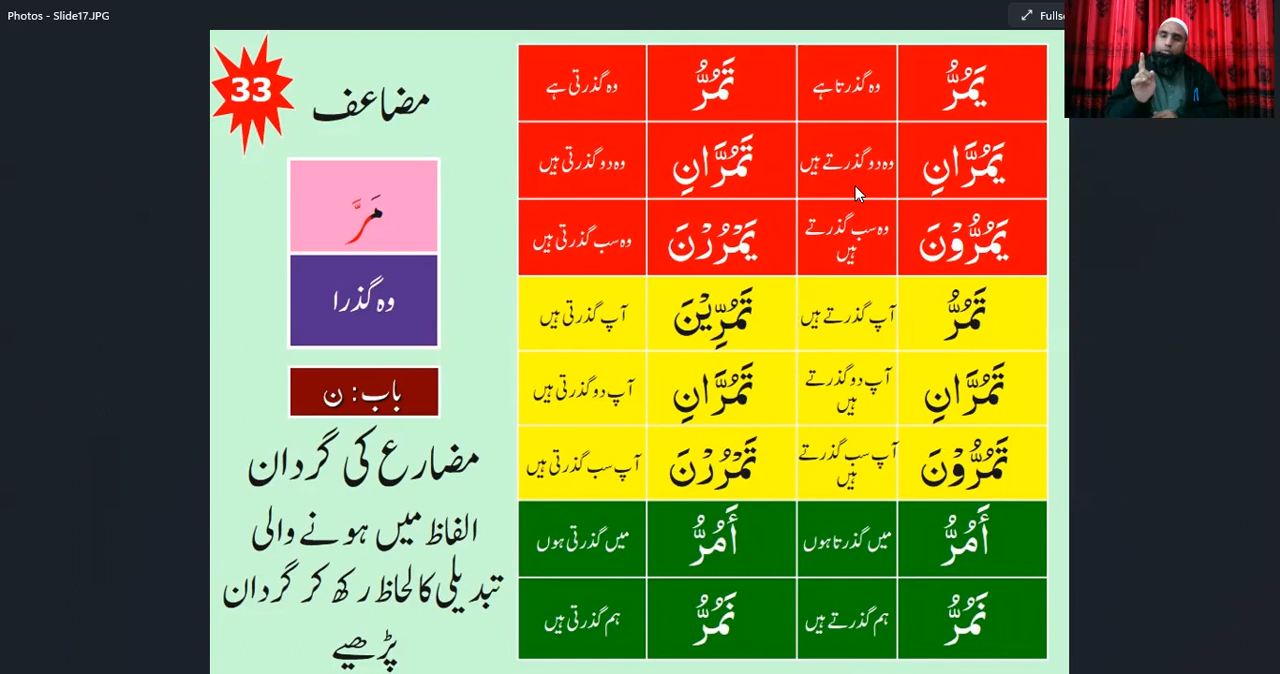 Photos - Slide17.JPG
Fulls
33
مضاعف
مَرَّ
وہ گذرا
باب: ن
مضارع کی گردان
الفاظ میں ہونے والی
تبدیلی کا لحاظ رکھ کر گردان
پڑھیے
يَمُرُّ وہ گذرتا ہے تَمُرُّ وہ گذرتی ہے
يَمُرَّانِ وہ دو گذرتے ہیں تَمُرَّانِ وہ دو گذرتی ہیں
يَمُرُّوْنَ وہ سب گذرتے ہیں يَمْرُرْنَ وہ سب گذرتی ہیں
تَمُرُّ آپ گذرتے ہیں تَمُرِّيْنَ آپ گذرتی ہیں
تَمُرَّانِ آپ دو گذرتے ہیں تَمُرَّانِ آپ دو گذرتی ہیں
تَمُرُّوْنَ آپ سب گذرتے ہیں تَمْرُرْنَ آپ سب گذرتی ہیں
أَمُرُّ میں گذرتا ہوں أَمُرُّ میں گذرتی ہوں
نَمُرُّ ہم گذرتے ہیں نَمُرُّ ہم گذرتی ہیں